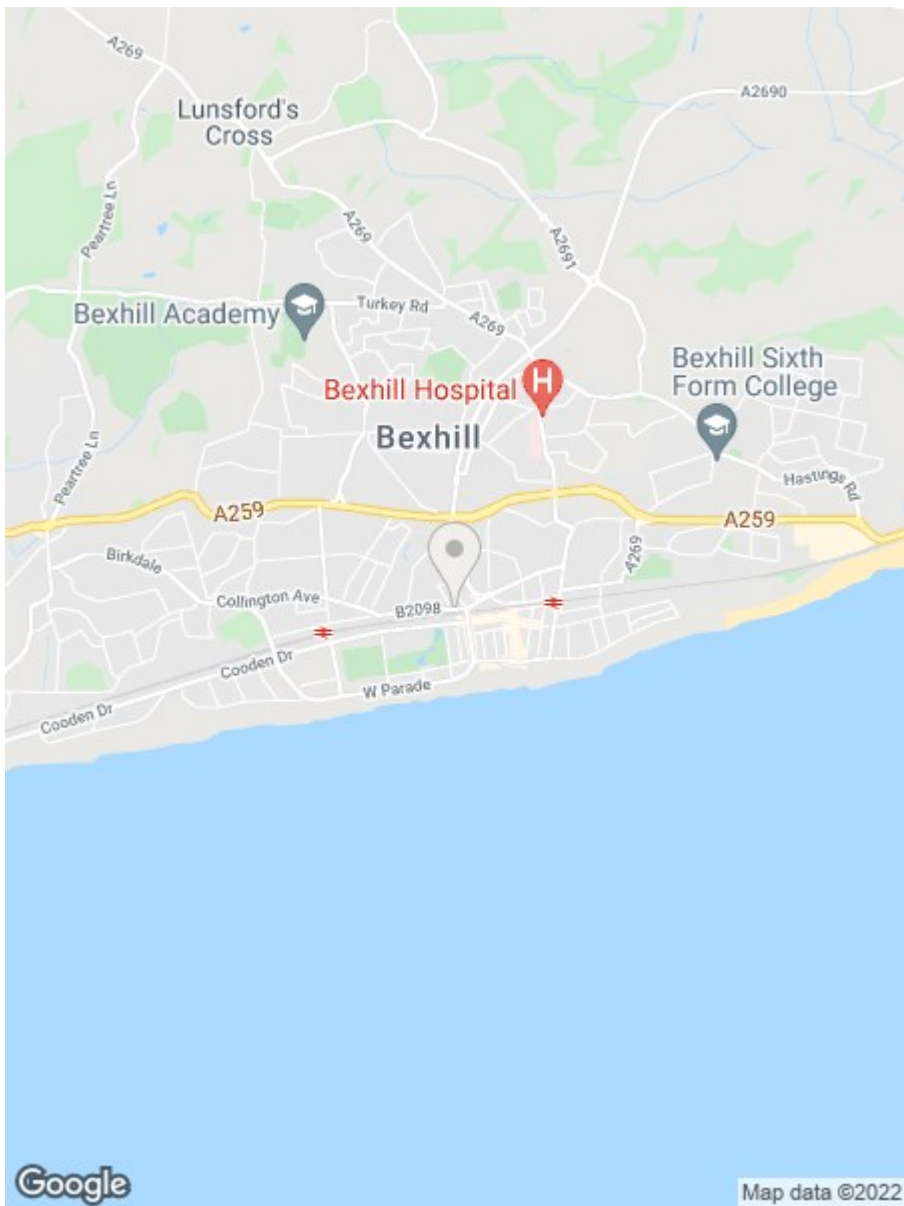 A269
Lunsford's
Cross
A2690
Peartree Ln
A269
A2691
Turkey Rd
Bexhill Academy
A269
Bexhill Sixth
Form College
Bexhill Hospital
H
Bexhill
Peartree Ln
Hastings Rd
A259
A259
Birkdale
A269
Collington Ave
B2098
Cooden Dr
W Parade
Cooden Dr
Google
Map data ©2022